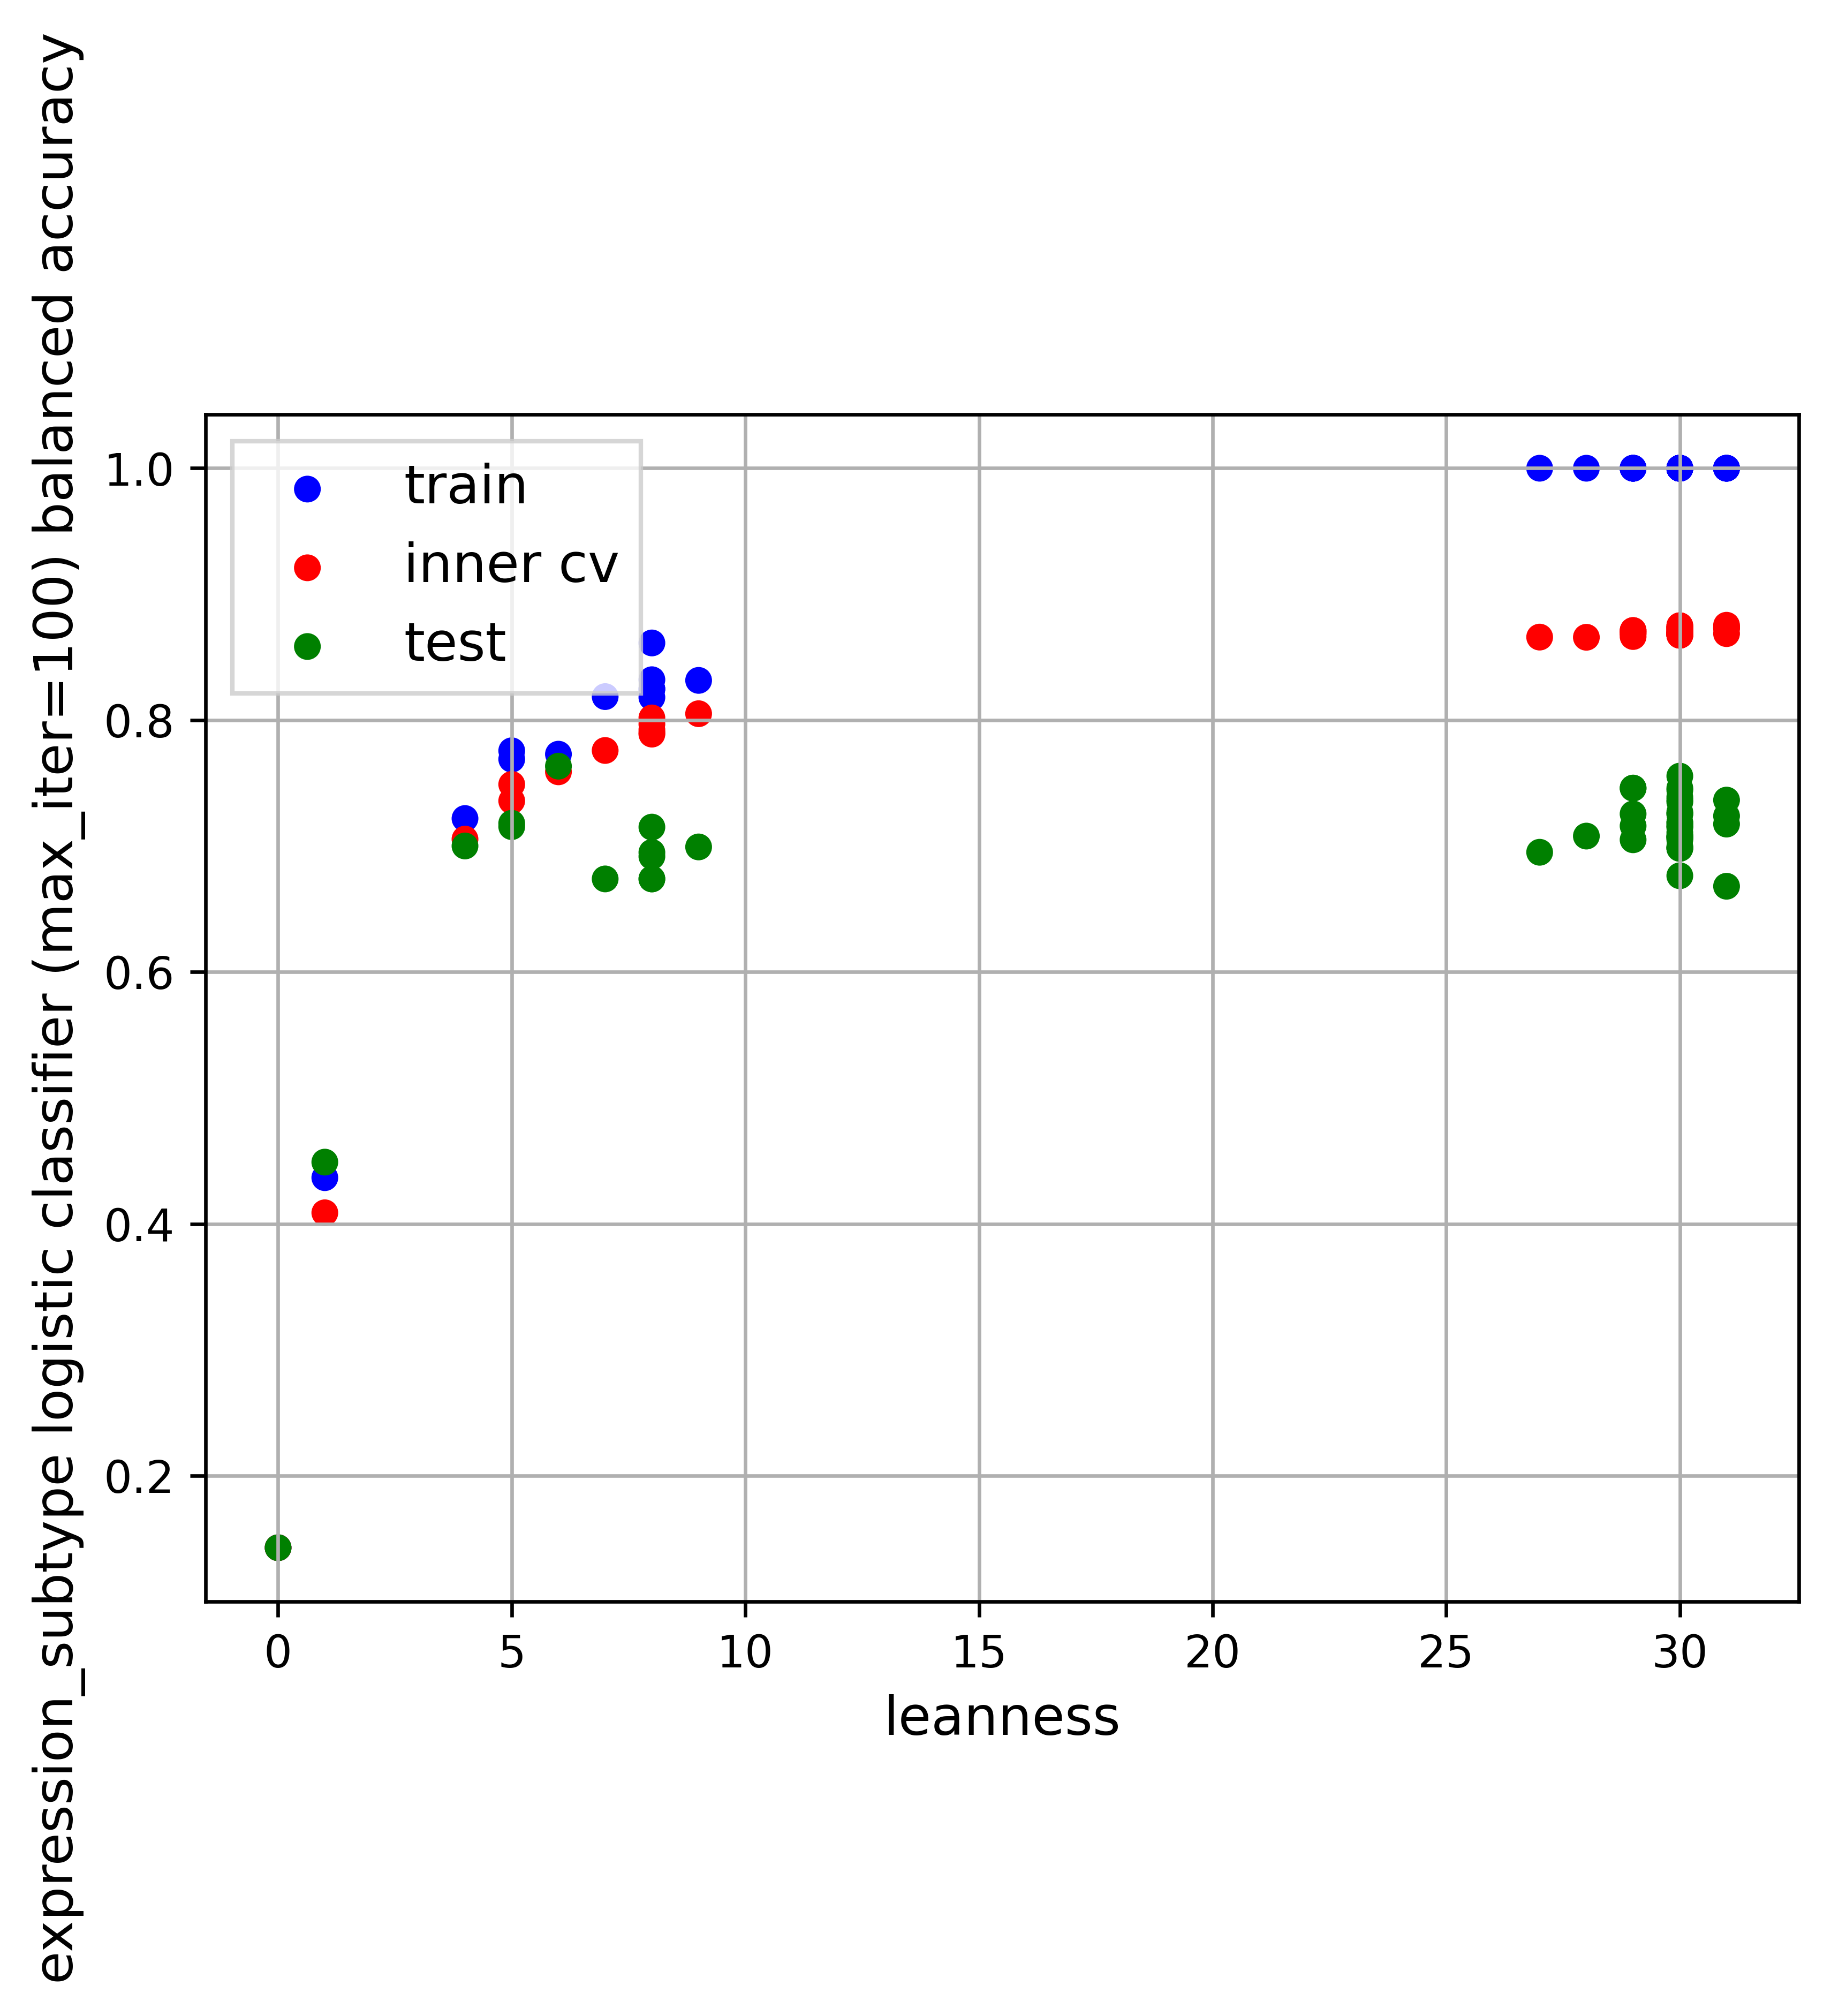 expression_subtype logistic classifier (max_iter=100) balanced accuracy
train
inner cv
test
1.0
0.8
0.6
0.4
0.2
0 5 10 15 20 25 30
leanness